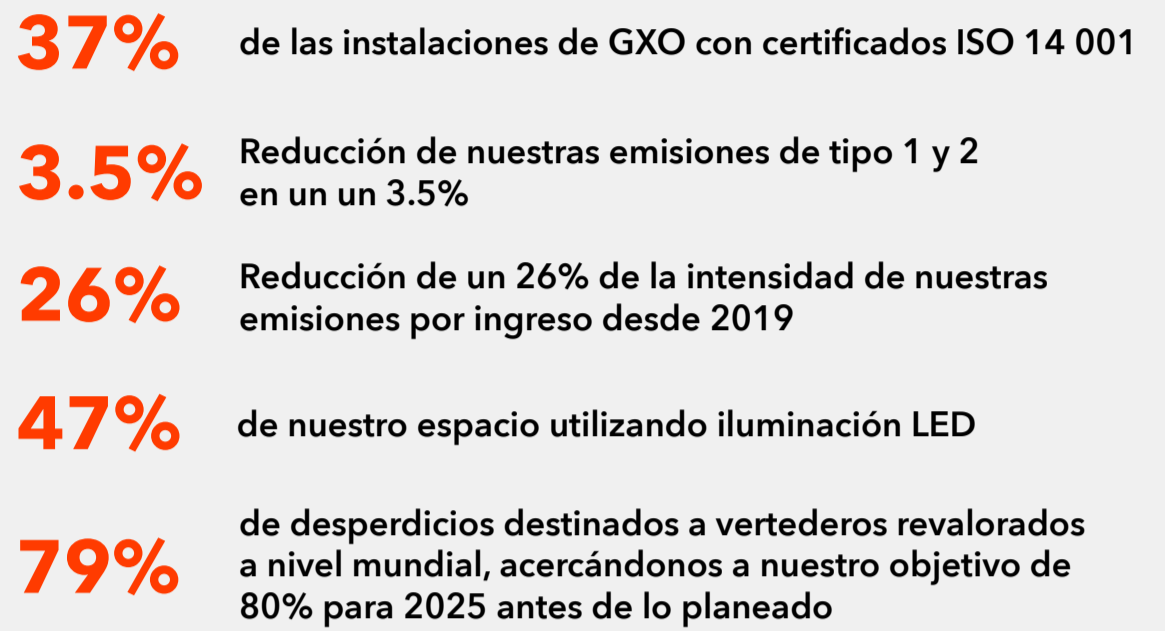 37%
de las instalaciones de GXO con certificados ISO 14 001
3.5%
Reducción de nuestras emisiones de tipo 1 y 2
en un un 3.5%
26%
Reducción de un 26% de la intensidad de nuestras
emisiones por ingreso desde 2019
47%
de nuestro espacio utilizando iluminación LED
79%
de desperdicios destinados a vertederos revalorados
a nivel mundial, acercándonos a nuestro objetivo de
80% para 2025 antes de lo planeado